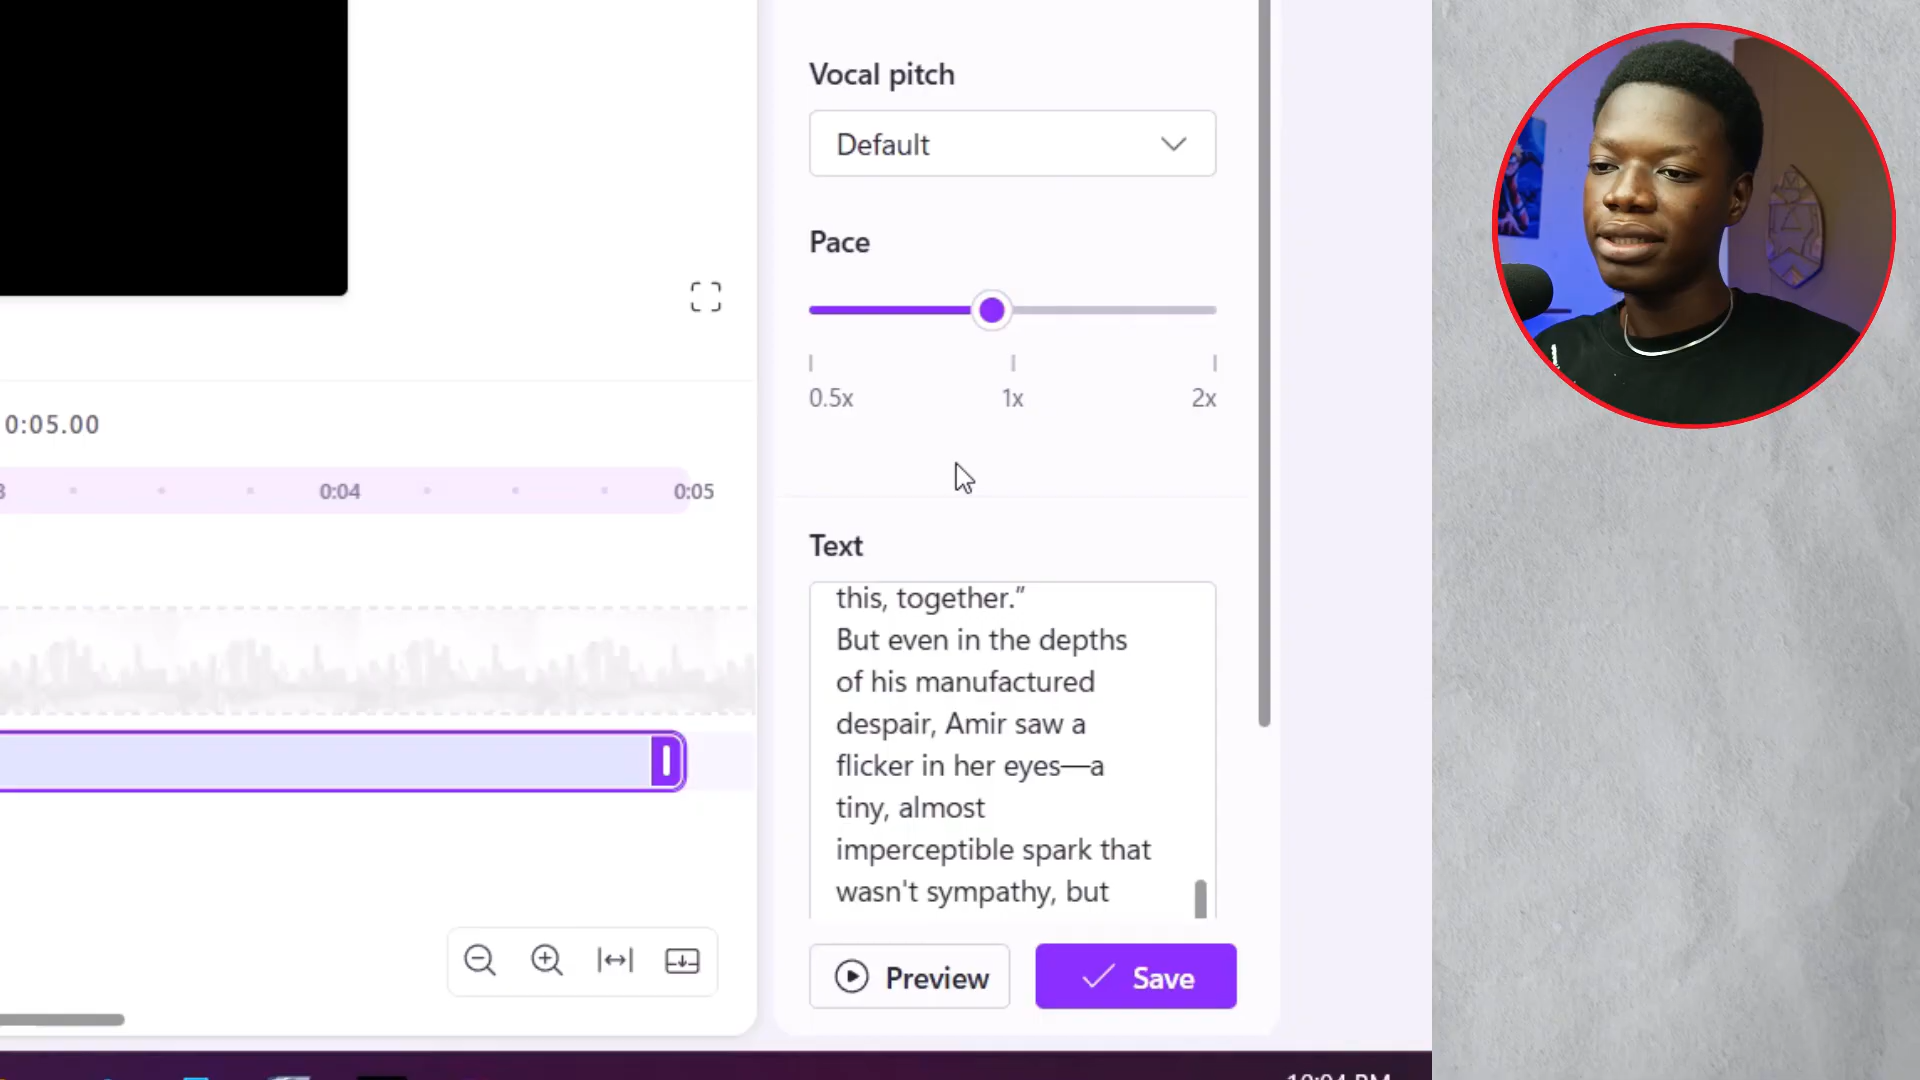 Vocal pitch
Default
Pace
0.5x
1x
2x
0:05.00
0:04
0:05
Text
this, together.”
But even in the depths
of his manufactured
despair, Amir saw a
flicker in her eyes—a
tiny, almost
imperceptible spark that
wasn't sympathy, but
Preview
Save